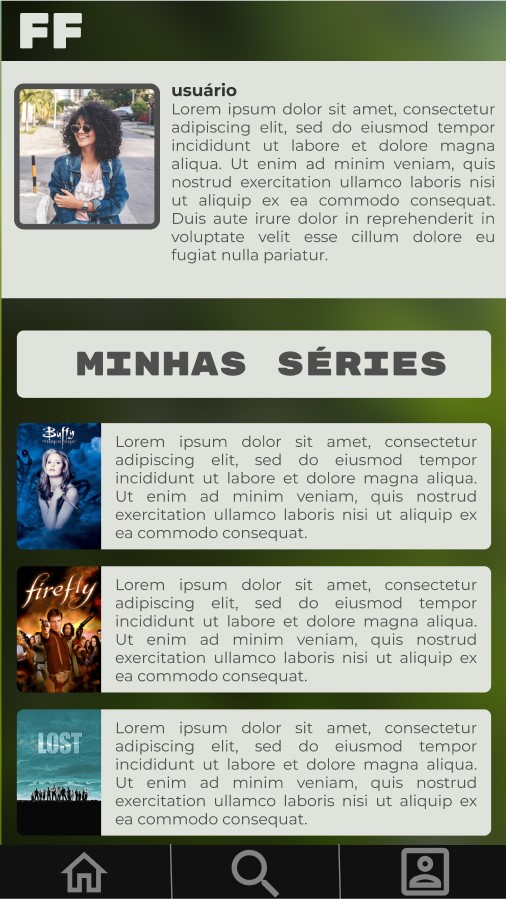 FF
usuário
Lorem ipsum dolor sit amet, consectetur
adipiscing elit, sed do eiusmod tempor
incididunt ut labore et dolore magna
aliqua. Ut enim ad minim veniam, quis
nostrud exercitation ullamco laboris nisi
ut aliquip ex ea commodo consequat.
Duis aute irure dolor in reprehenderit in
voluptate velit esse cillum dolore eu
fugiat nulla pariatur.
MINHAS SÉRIES
Buffy
Lorem ipsum dolor sit amet, consectetur
adipiscing elit, sed do eiusmod tempor
incididunt ut labore et dolore magna aliqua.
Ut enim ad minim veniam, quis nostrud
exercitation ullamco laboris nisi ut aliquip ex
ea commodo consequat.
firefly
Lorem ipsum dolor sit amet, consectetur
adipiscing elit, sed do eiusmod tempor
incididunt ut labore et dolore magna aliqua.
Ut enim ad minim veniam, quis nostrud
exercitation ullamco laboris nisi ut aliquip ex
ea commodo consequat.
LOST
Lorem ipsum dolor sit amet, consectetur
adipiscing elit, sed do eiusmod tempor
incididunt ut labore et dolore magna aliqua.
Ut enim ad minim veniam, quis nostrud
exercitation ullamco laboris nisi ut aliquip ex
ea commodo consequat.